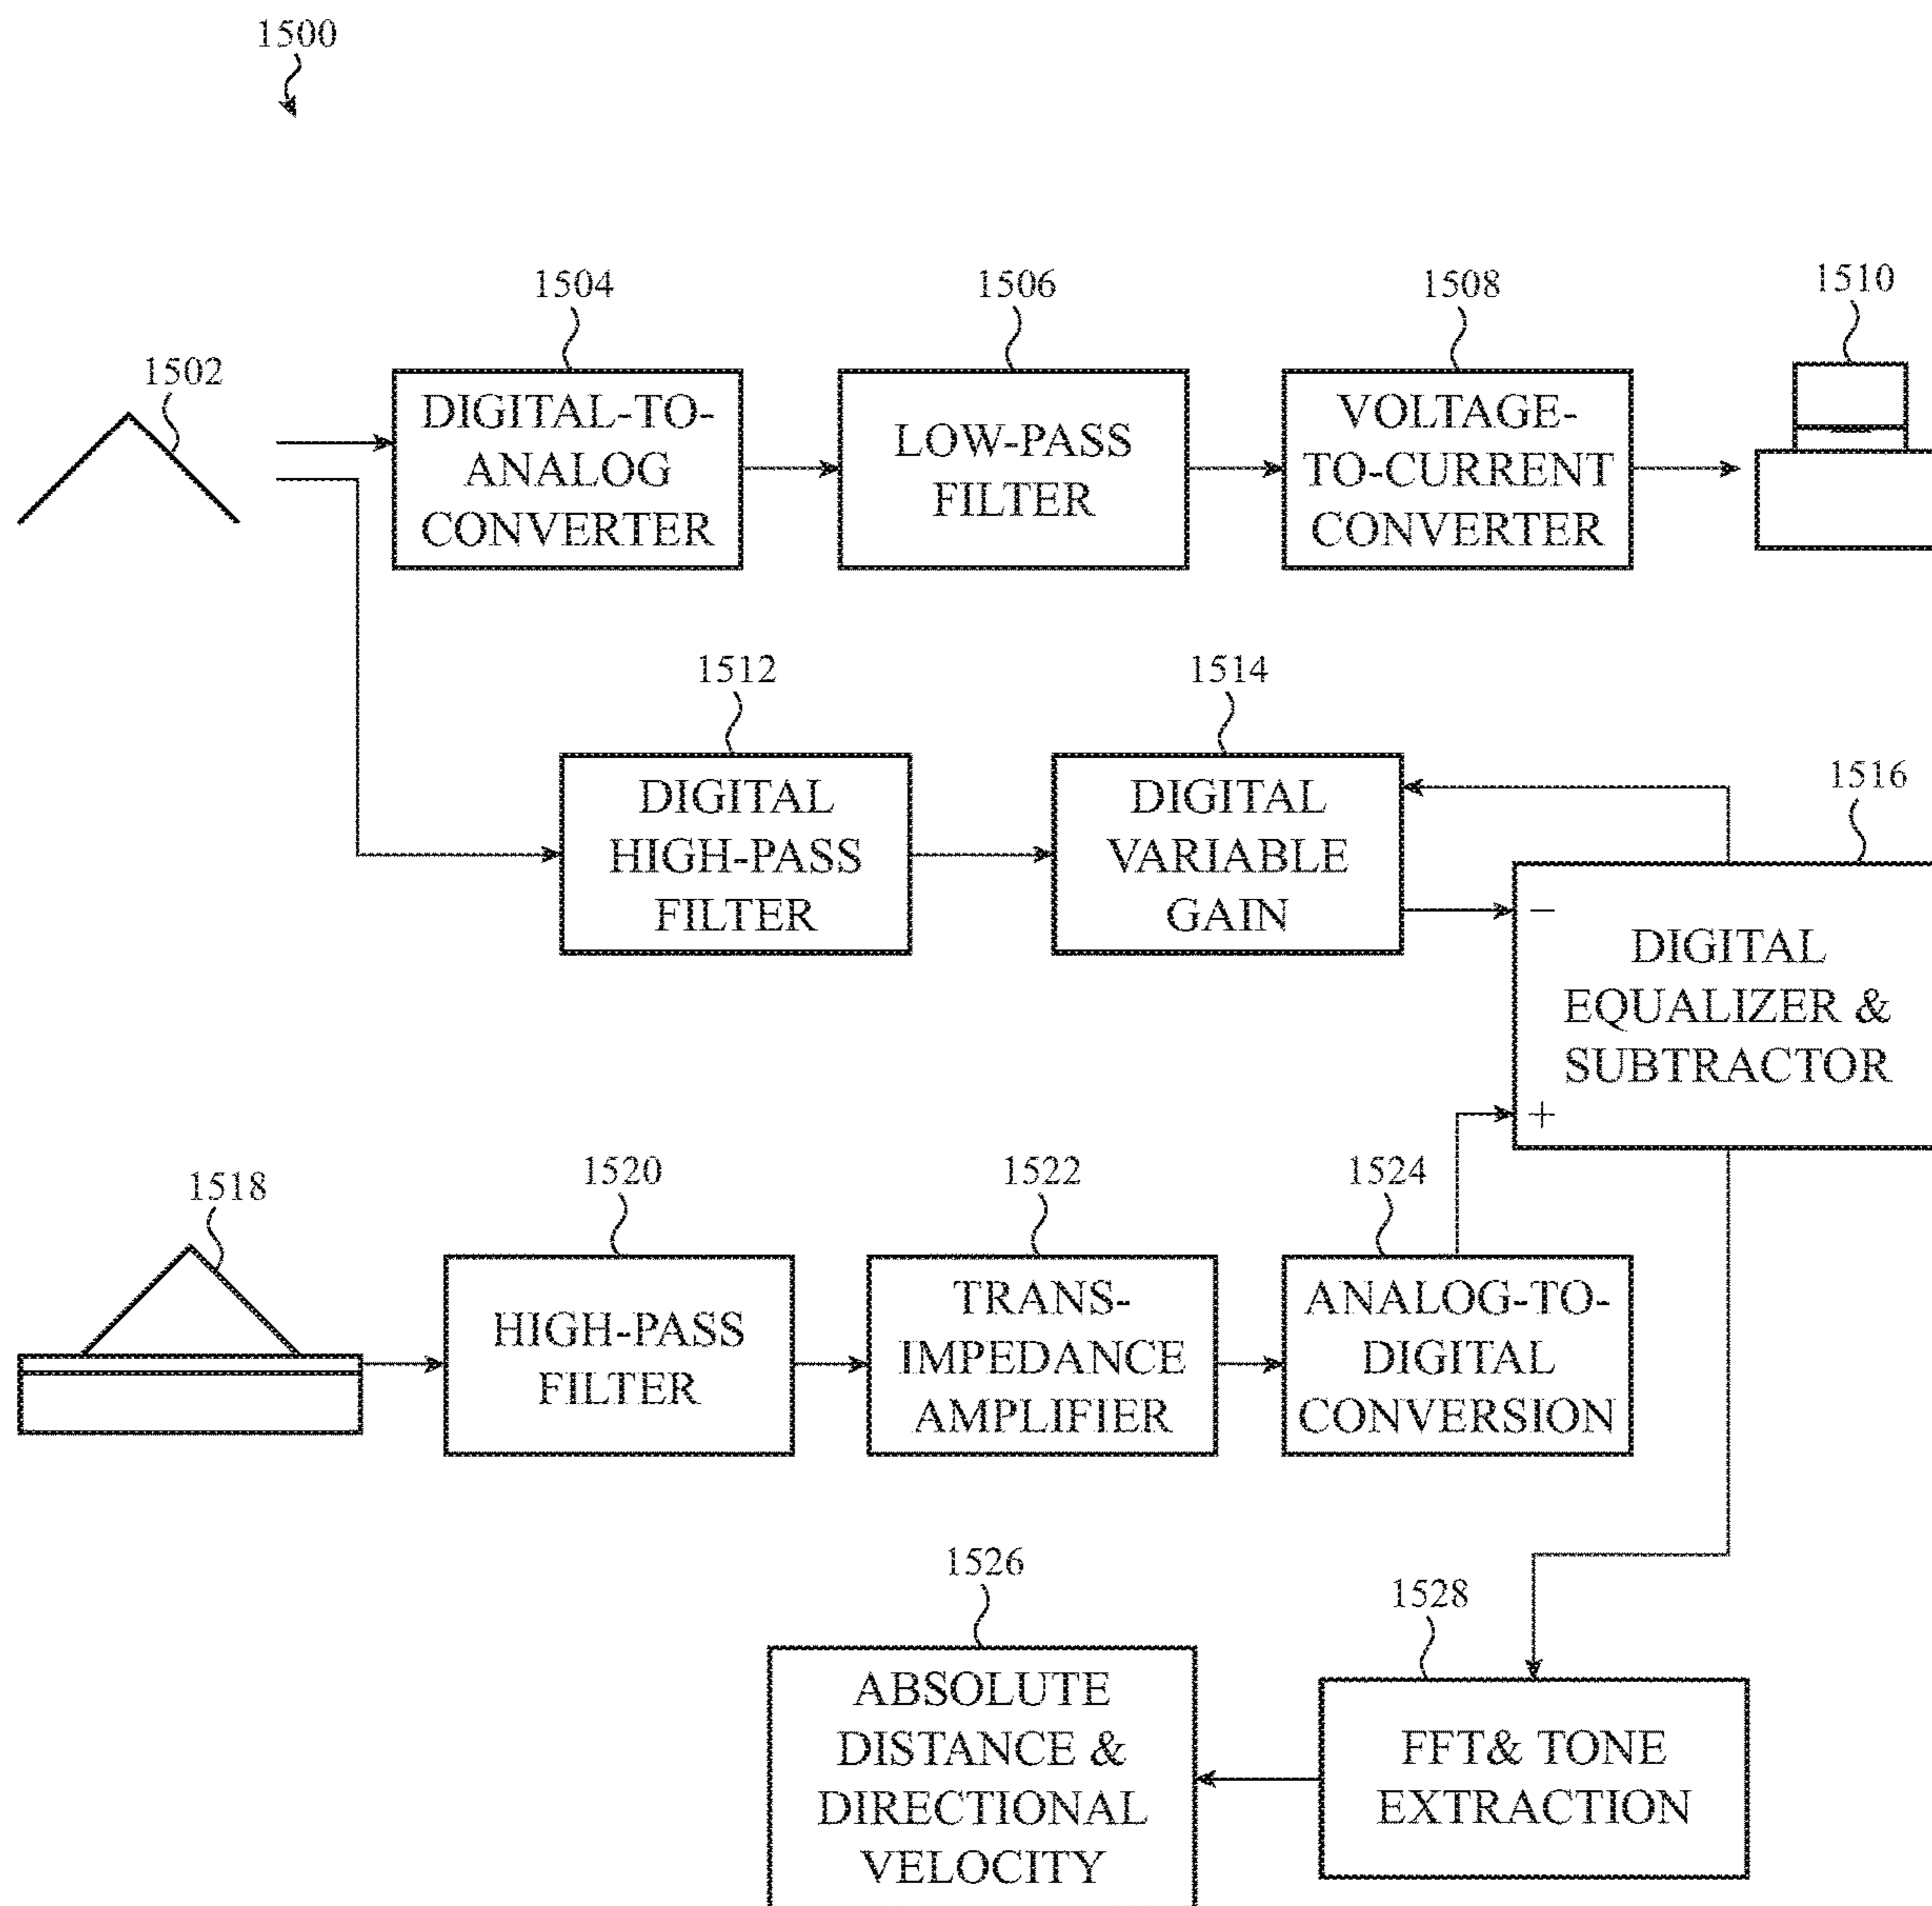 1500
1504
1506
1508
1510
1502
DIGITAL-TO-
ANALOG
CONVERTER
LOW-PASS
FILTER
VOLTAGE-
TO-CURRENT
CONVERTER
1512
1514
1516
DIGITAL
HIGH-PASS
FILTER
DIGITAL
VARIABLE
GAIN
−
DIGITAL
EQUALIZER &
SUBTRACTOR
+
1518
1520
1522
1524
HIGH-PASS
FILTER
TRANS-
IMPEDANCE
AMPLIFIER
ANALOG-TO-
DIGITAL
CONVERSION
1526
1528
ABSOLUTE
DISTANCE &
DIRECTIONAL
VELOCITY
FFT& TONE
EXTRACTION